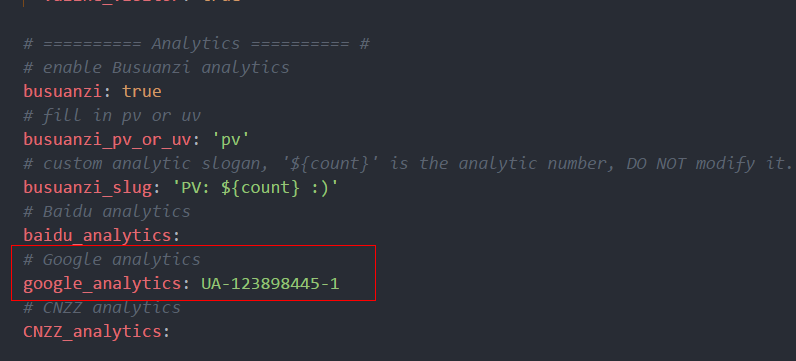 # ========== Analytics ========== #
# enable Busuanzi analytics
busuanzi: true
# fill in pv or uv
busuanzi_pv_or_uv: 'pv'
# custom analytic slogan, '${count}' is the analytic number, DO NOT modify it.
busuanzi_slug: 'PV: ${count} :)'
# Baidu analytics
baidu_analytics:
# Google analytics
google_analytics: UA-123898445-1
# CNZZ analytics
CNZZ_analytics: